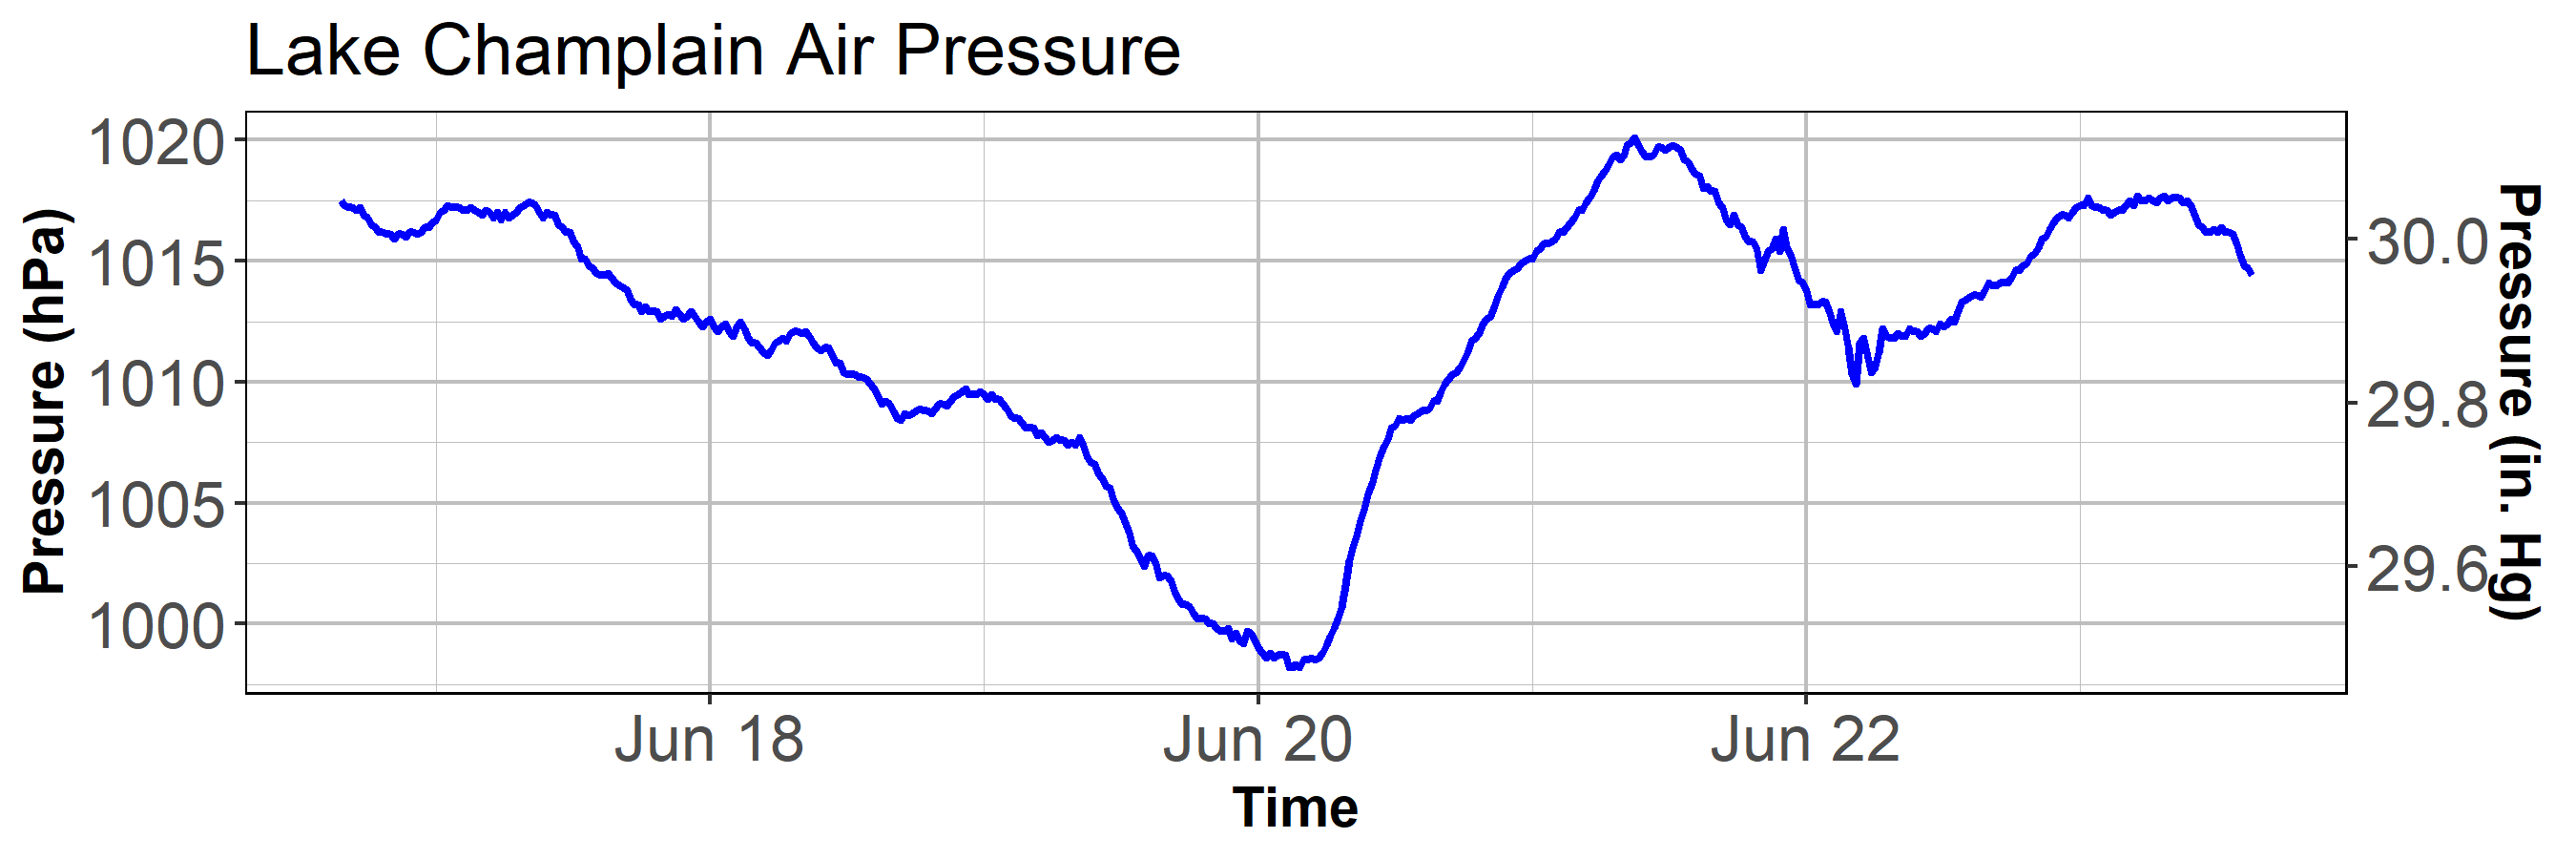 Lake Champlain Air Pressure
Pressure (hPa)
1020
1015
1010
1005
1000
30.0
29.8
29.6
Pressure (in. Hg)
Jun 18
Jun 20
Jun 22
Time